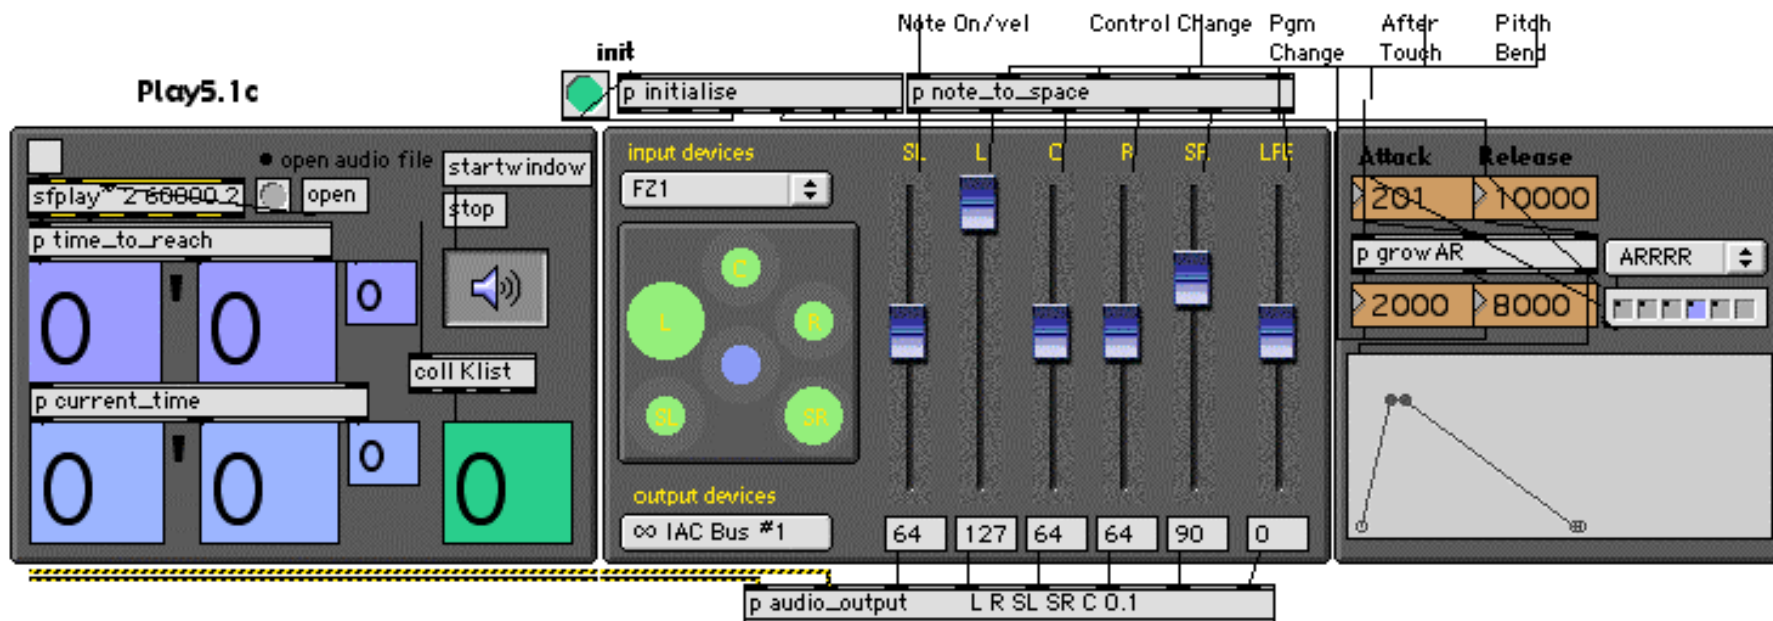 Note On/vel Control Change Pgm Change After Touch Pitch Bend
init
Play5.1c
p initialise
p note_to_space
open audio file
startwindow
sfplay~ 2 60000 2
open
stop
p time_to_reach
0 ' 0 0
coll Klist
p current_time
0 ' 0 0
0
input devices
FZ1
SL L C R SR LFE
C
L
R
SL
SR
output devices
∞ IAC Bus #1
64 127 64 64 90 0
p audio_output L R SL SR C 0.1
Attack Release
201 10000
p growAR
ARRRR
2000 8000